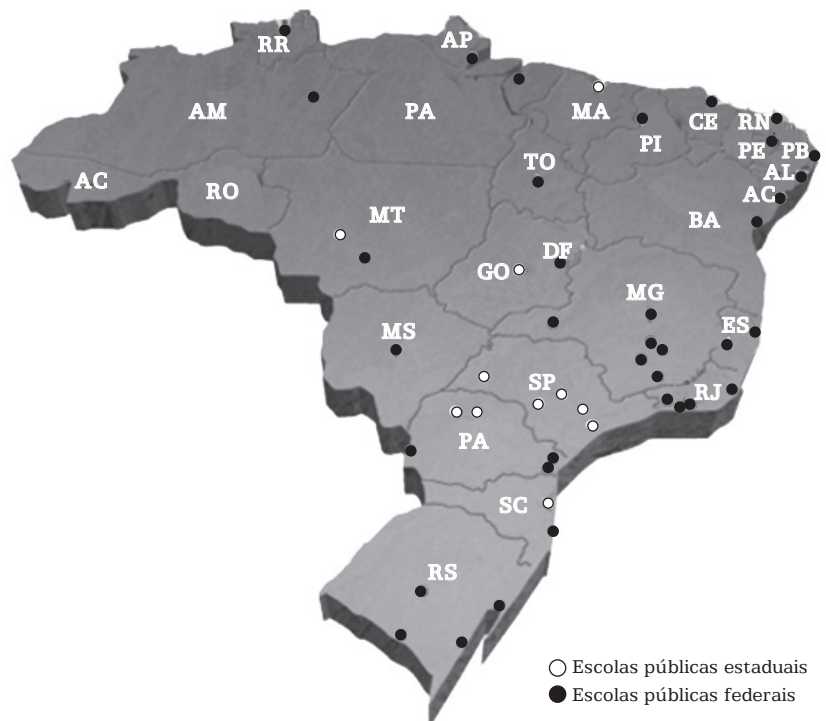 RR
AP
AM
PA
MA
CE
RN
PI
PE
PB
TO
AL
AC
AC
RO
MT
BA
DF
GO
MG
MS
ES
SP
RJ
PA
SC
RS
Escolas públicas estaduais
Escolas públicas federais